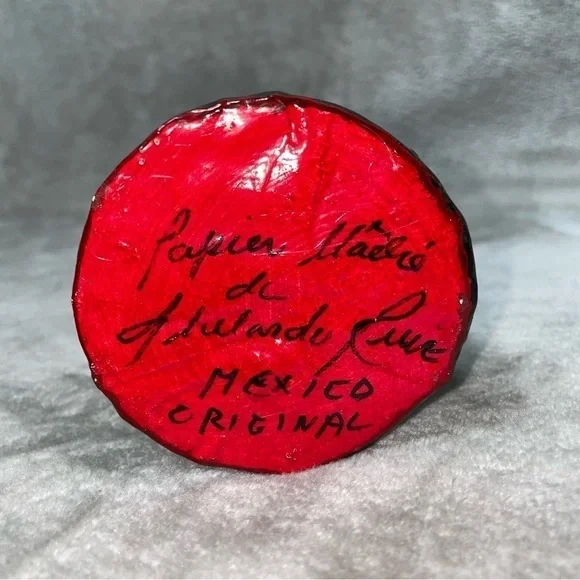 Papier Mâché
de
Abelardo Ruiz
MEXICO
ORIGINAL